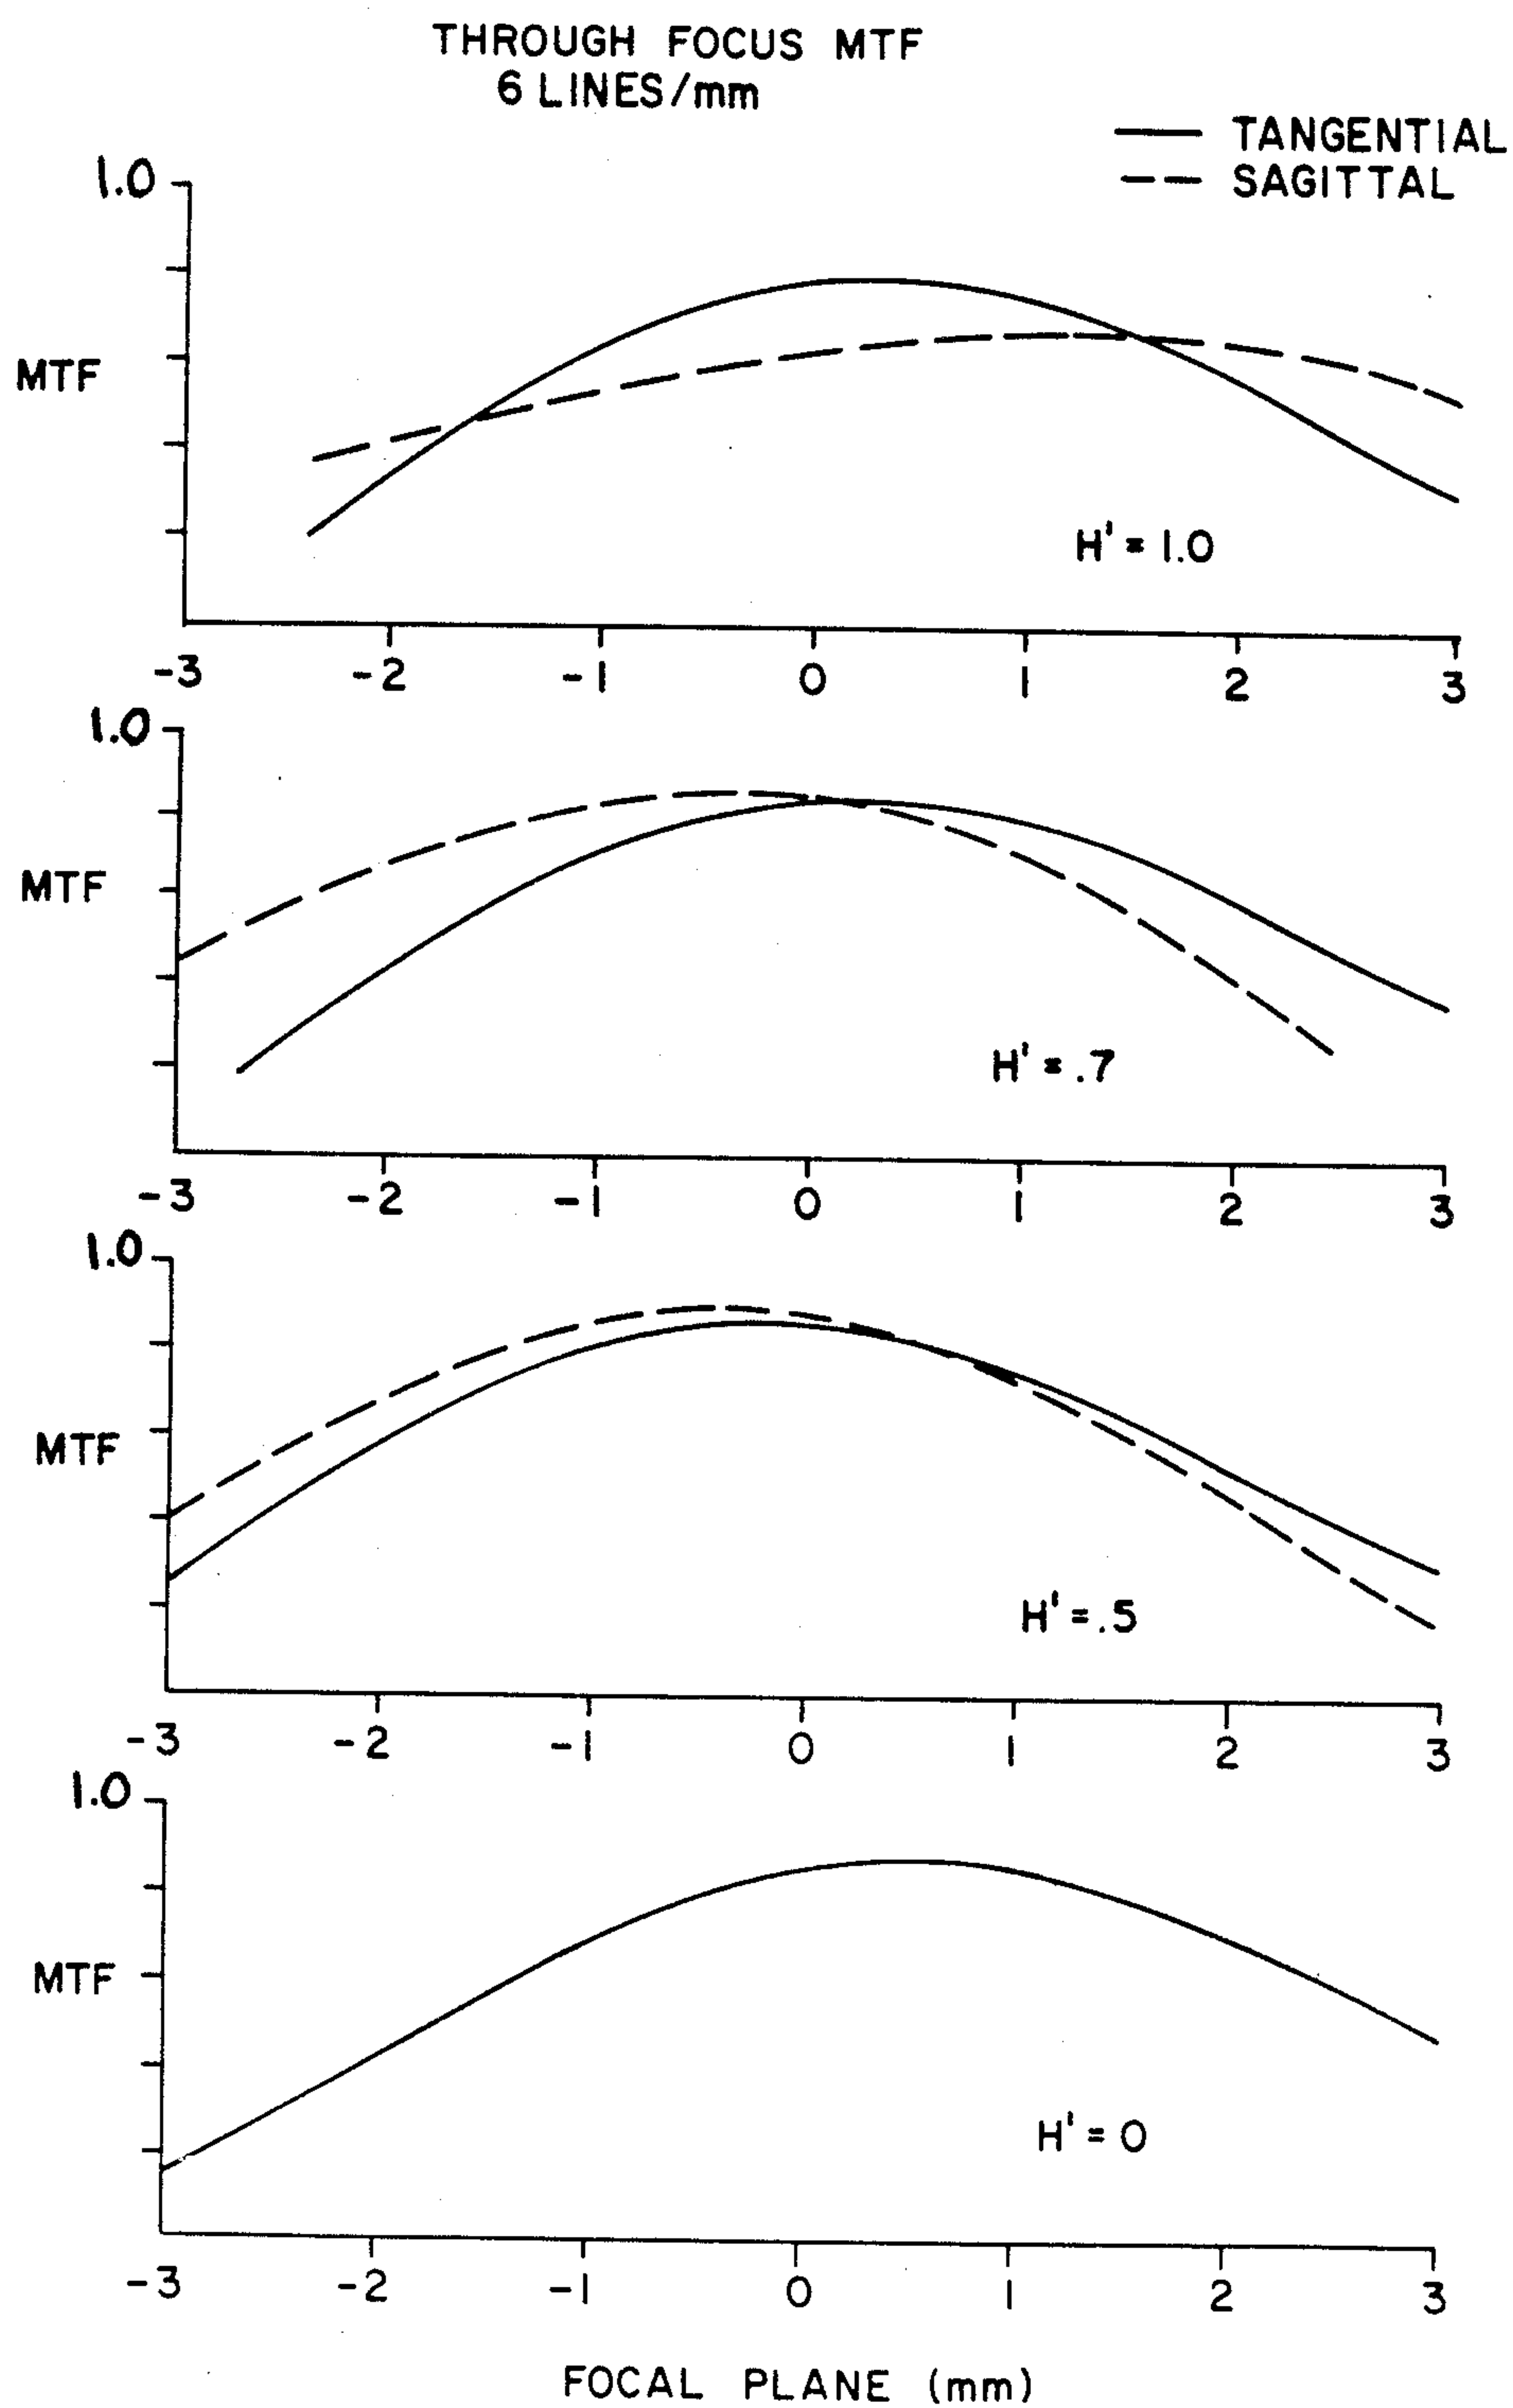 THROUGH FOCUS MTF
6 LINES/mm
TANGENTIAL
SAGITTAL
1.0
MTF
H' = 1.0
-3 -2 -1 0 1 2 3
1.0
MTF
H' = .7
-3 -2 -1 0 1 2 3
1.0
MTF
H' = .5
-3 -2 -1 0 1 2 3
1.0
MTF
H' = 0
-3 -2 -1 0 1 2 3
FOCAL PLANE (mm)